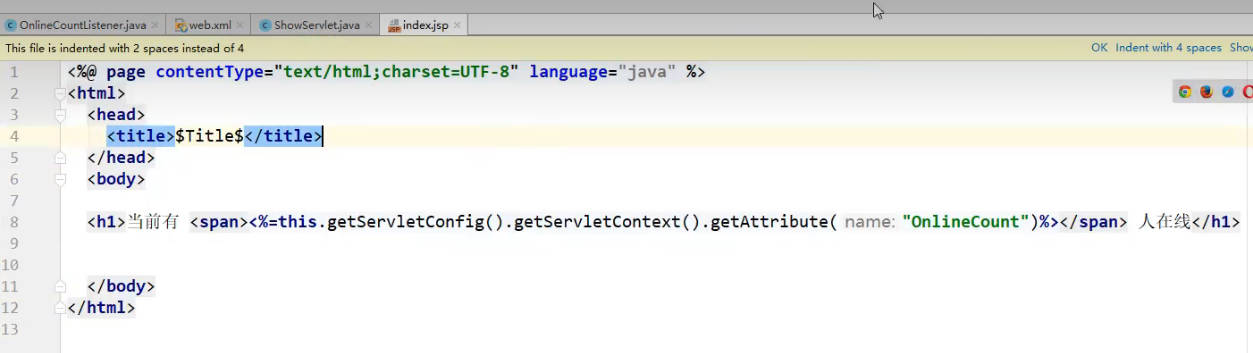 OnlineCountListener.java web.xml ShowServlet.java index.jsp
This file is indented with 2 spaces instead of 4 OK Indent with 4 spaces Show
1 <%@ page contentType="text/html;charset=UTF-8" language="java" %>
2 <html>
3 <head>
4 <title>$Title$</title>
5 </head>
6 <body>
7
8 <h1>当前有 <span><%=this.getServletConfig().getServletContext().getAttribute( name: "OnlineCount")%></span> 人在线</h1>
9
10
11 </body>
12 </html>
13